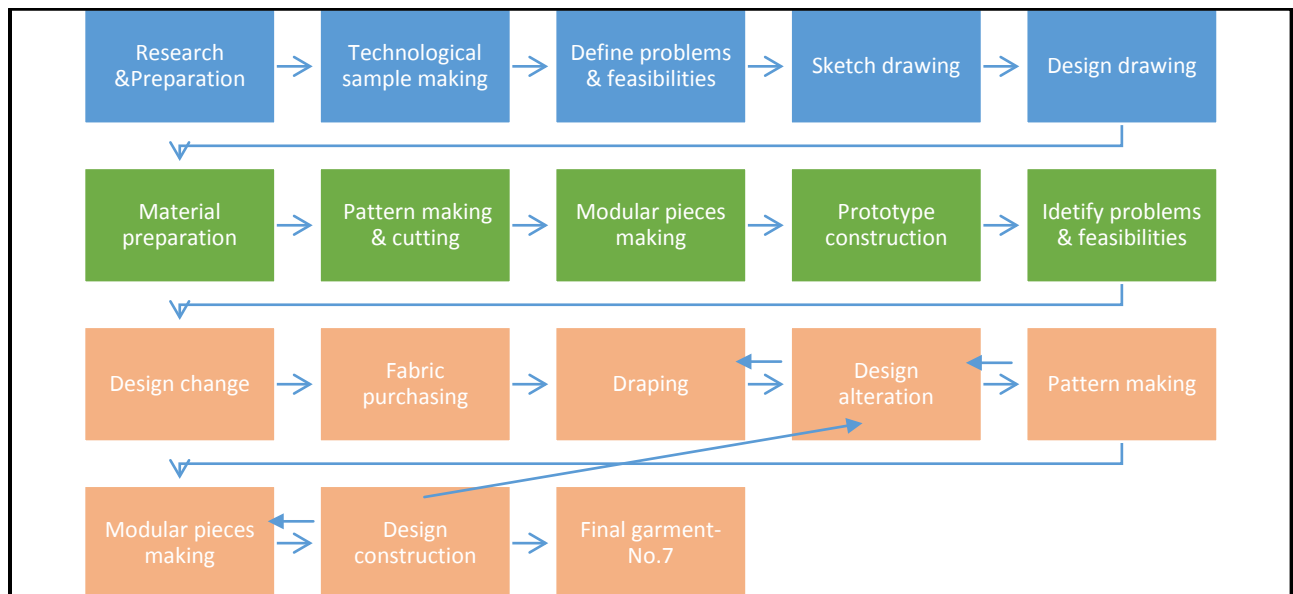 Research
&Preparation
Technological
sample making
Define problems
& feasibilities
Sketch drawing
Design drawing
Material
preparation
Pattern making
& cutting
Modular pieces
making
Prototype
construction
Idetify problems
& feasibilities
Design change
Fabric
purchasing
Draping
Design
alteration
Pattern making
Modular pieces
making
Design
construction
Final garment-
No.7